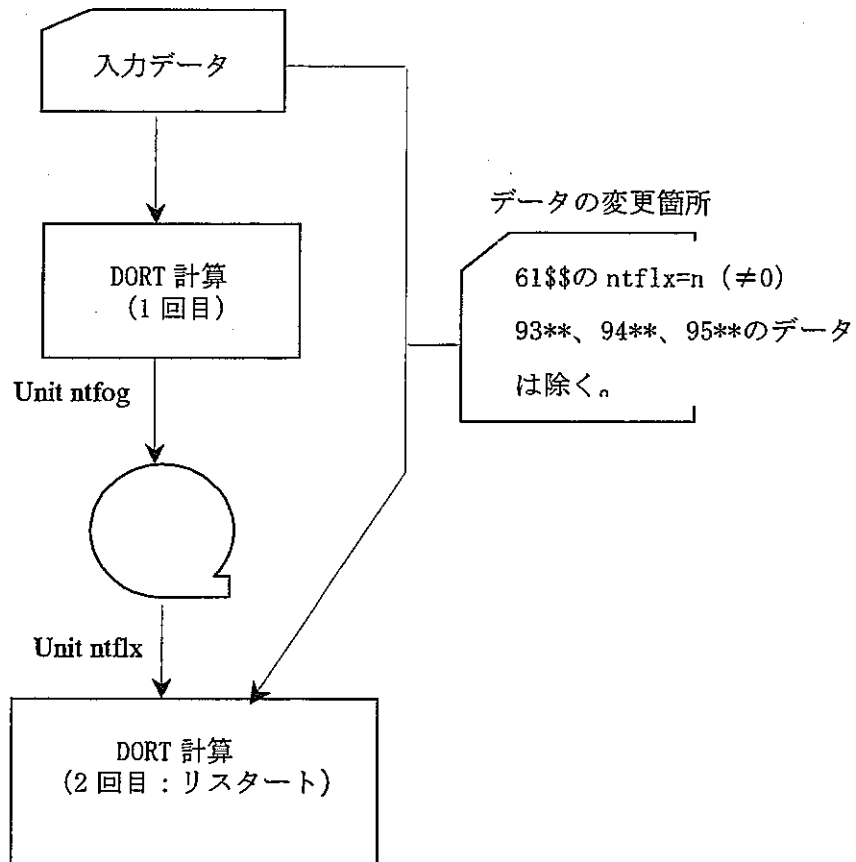 入力データ
データの変更箇所
61$$の ntflx=n (≠0)
93**、94**、95**のデータ
は除く。
DORT 計算
(1 回目)
Unit ntfog
Unit ntflx
DORT 計算
(2 回目：リスタート)